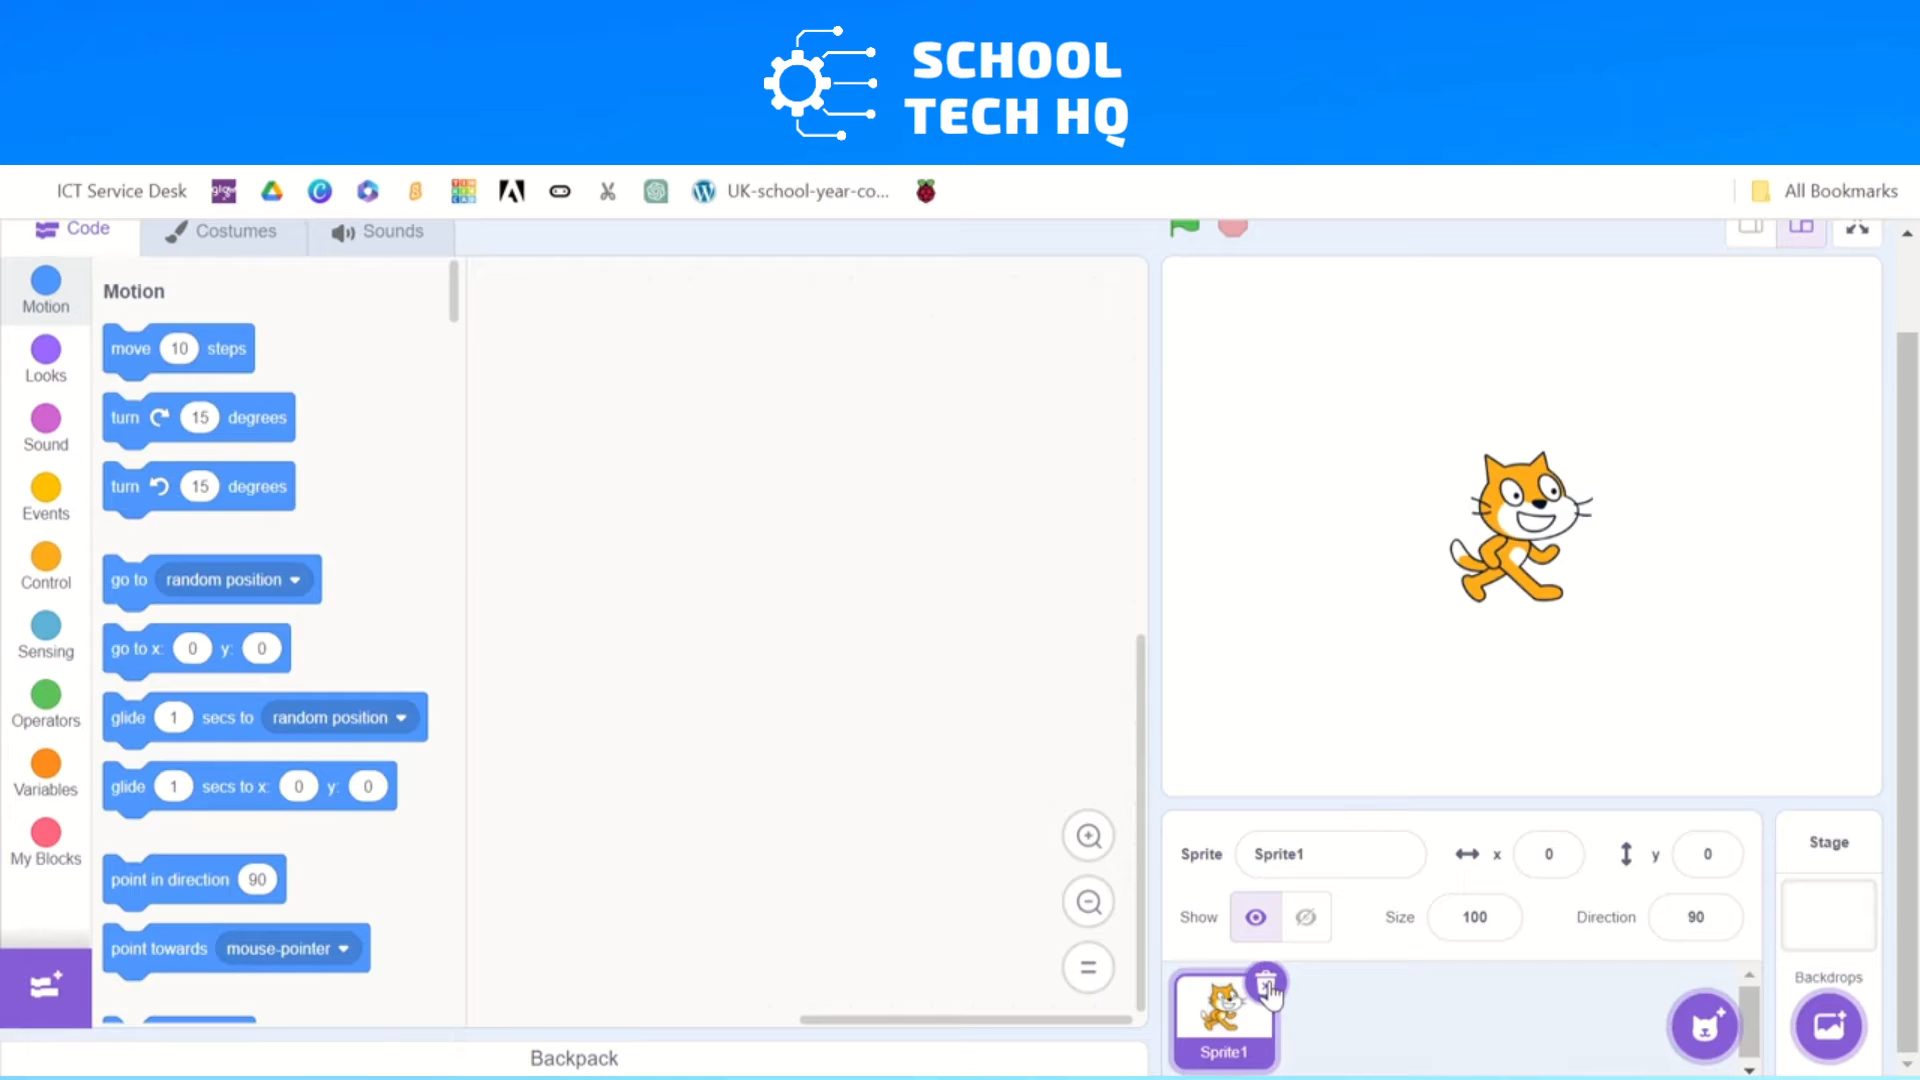 SCHOOL
TECH HQ
ICT Service Desk
glow
UK-school-year-co...
All Bookmarks
Code
Costumes
Sounds
Motion
Looks
Sound
Events
Control
Sensing
Operators
Variables
My Blocks
Motion
move 10 steps
turn 15 degrees
turn 15 degrees
go to random position
go to x: 0 y: 0
glide 1 secs to random position
glide 1 secs to x: 0 y: 0
point in direction 90
point towards mouse-pointer
Backpack
Sprite Sprite1 x 0 y 0
Show Size 100 Direction 90
Sprite1
Stage
Backdrops